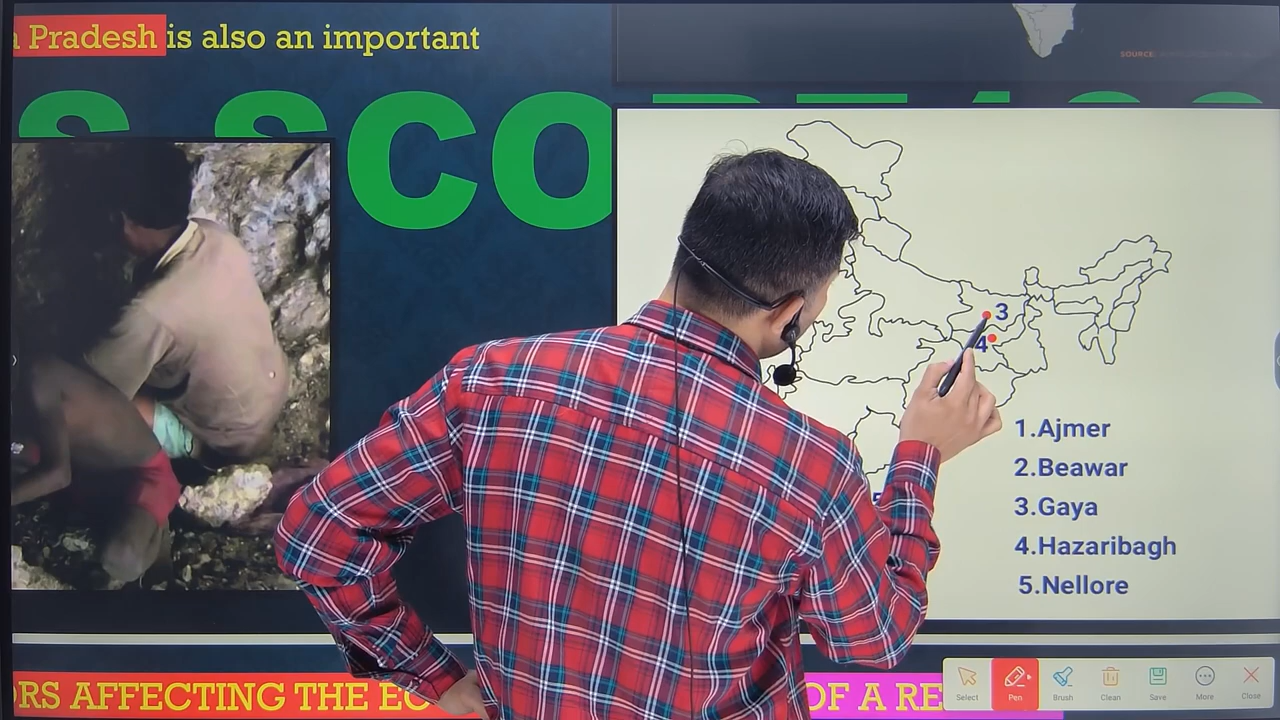 Pradesh is also an important
SOURCE
S SCO
3
4
1.Ajmer
2.Beawar
3.Gaya
4.Hazaribagh
5.Nellore
ORS AFFECTING THE
OF A RE
Select
Pen
Brush
Clean
Save
More
Close